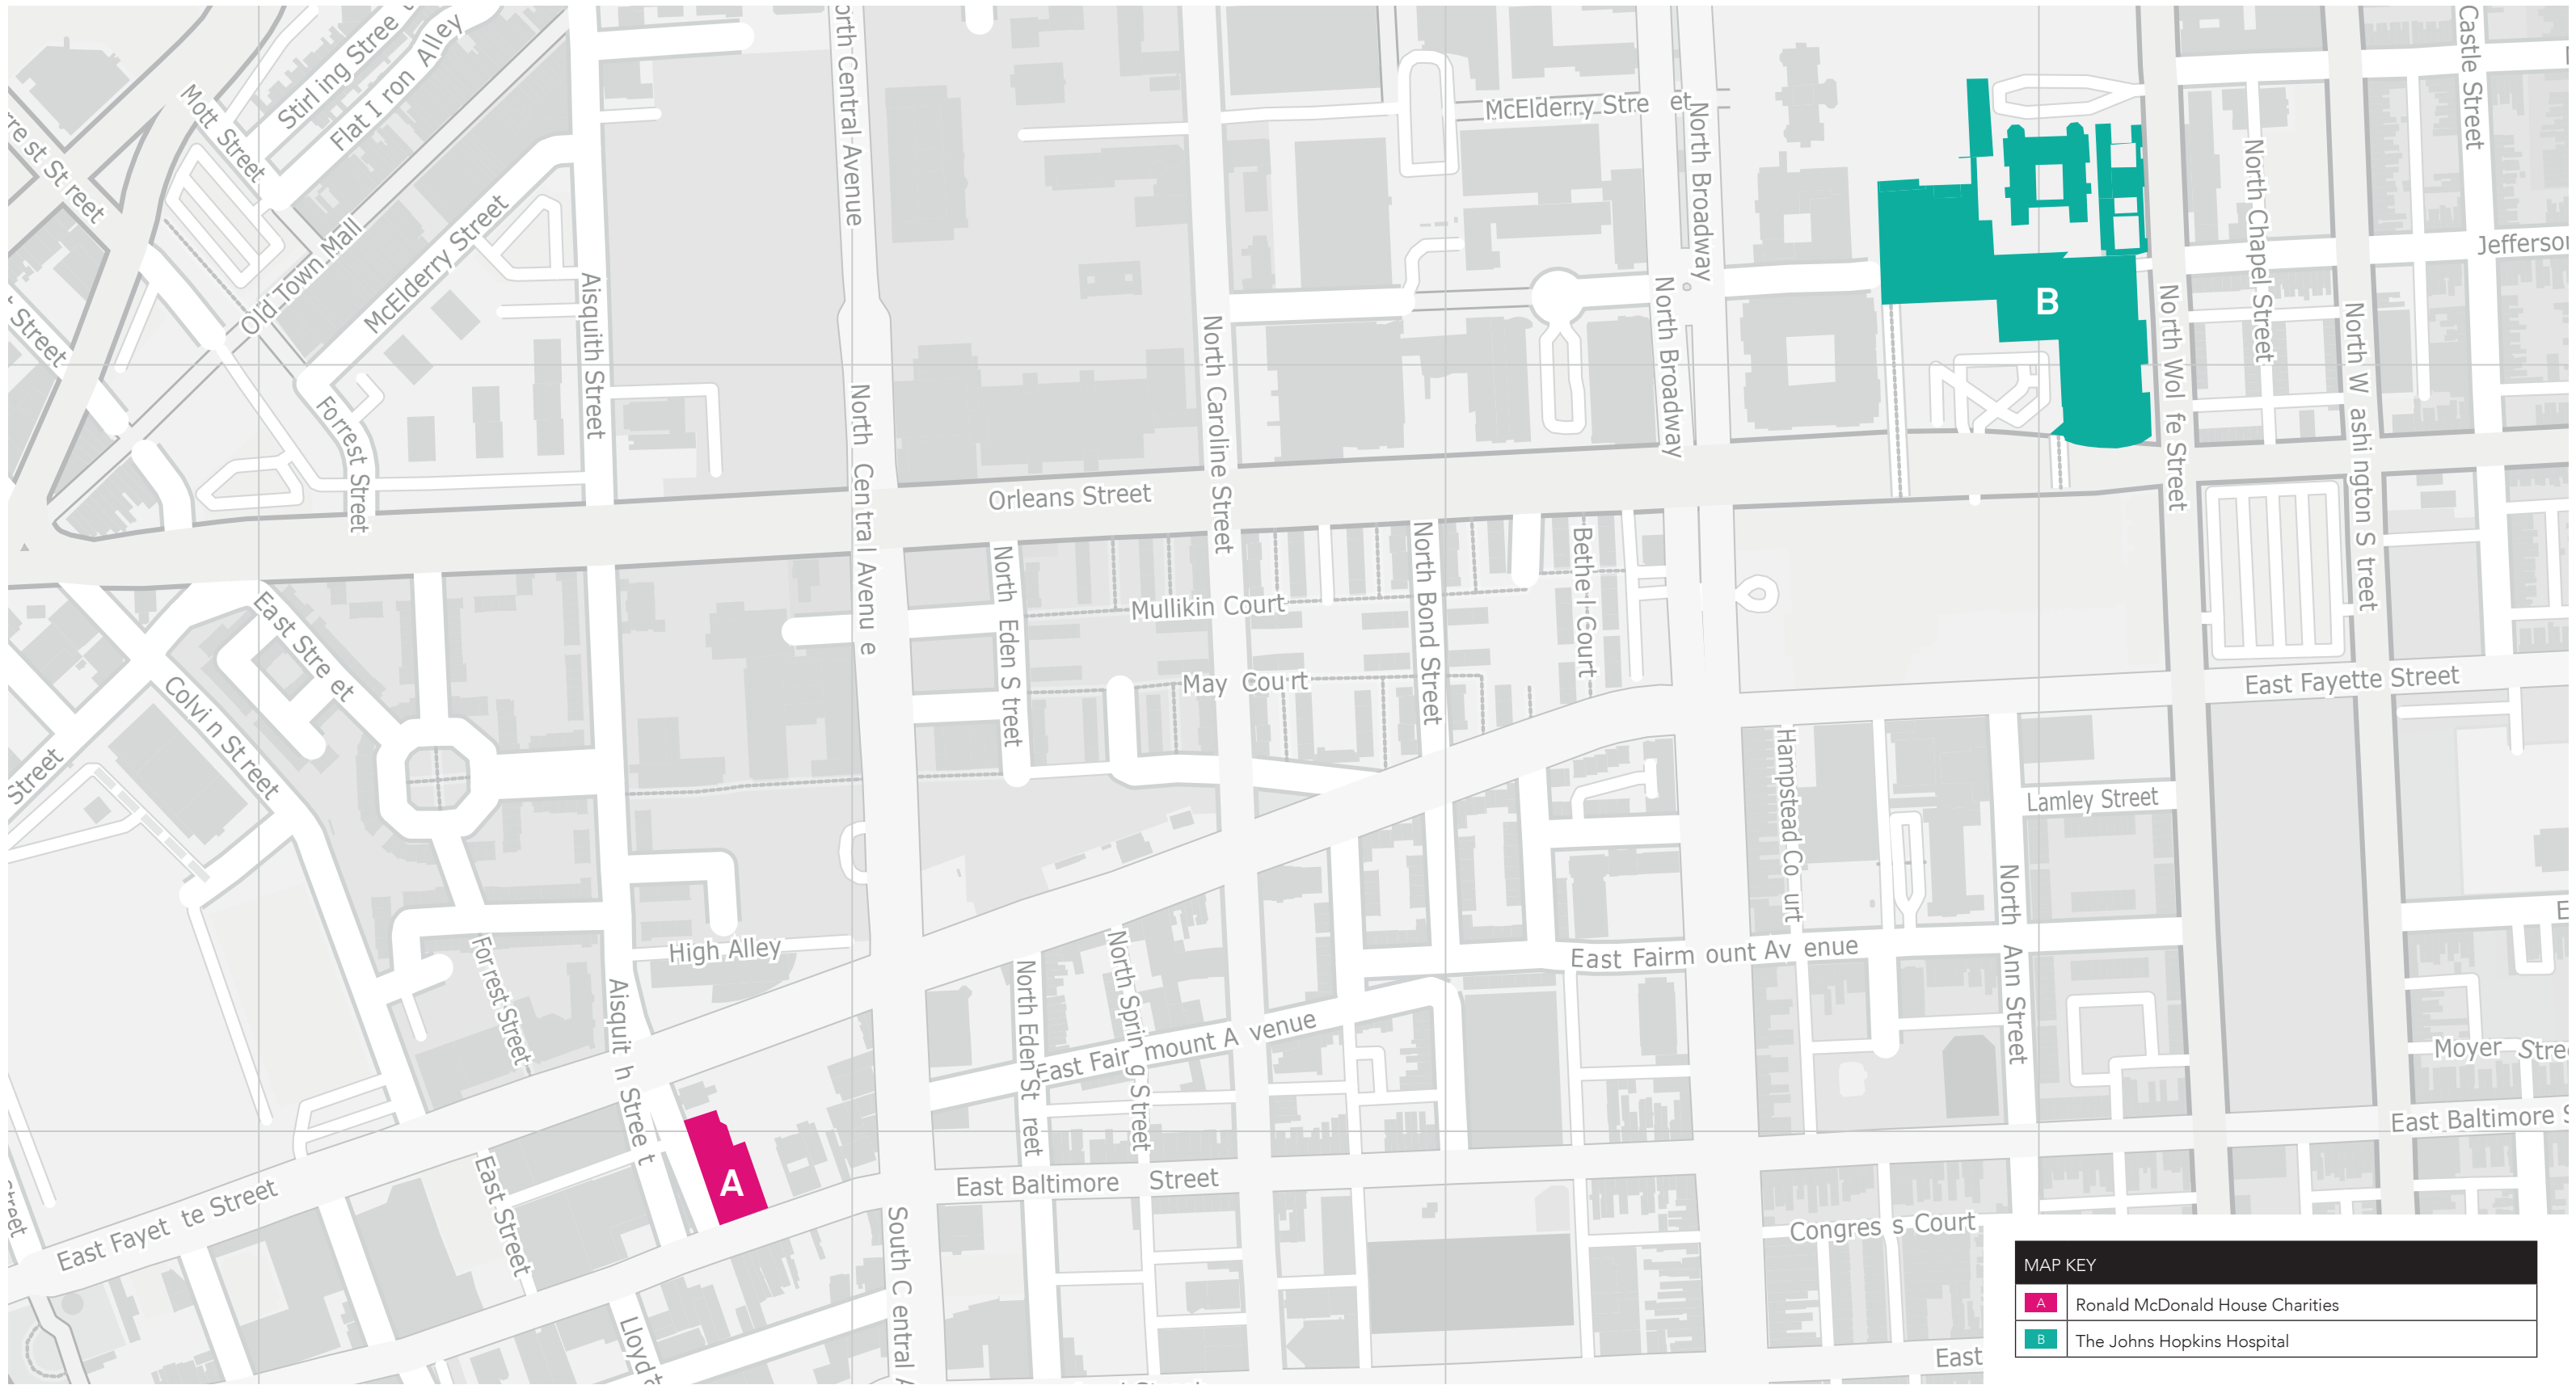 Stirling Street
Flat Iron Alley
Mott Street
North Central Avenue
McElderry Street
North Broadway
Castle Street
Old Town Mall
McElderry Street
Aisquith Street
North Chapel Street
Jefferson
B
North Caroline Street
North Broadway
North Wolfe Street
North Washington Street
Street
Forrest Street
North Central Avenue
Orleans Street
North Eden Street
Mullikin Court
North Bond Street
Bethel Court
East Street
May Court
East Fayette Street
Colvin Street
Street
Hampstead Court
Lamley Street
North Ann Street
High Alley
East Fairmount Avenue
Forrest Street
Aisquith Street
North Eden Street
North Spring Street
East Fairmount Avenue
Moyer Stree
East Baltimore S
A
East Baltimore Street
East Fayette Street
East Street
South Central A
Congress Court
Lloyd St
East
MAP KEY
A Ronald McDonald House Charities
B The Johns Hopkins Hospital